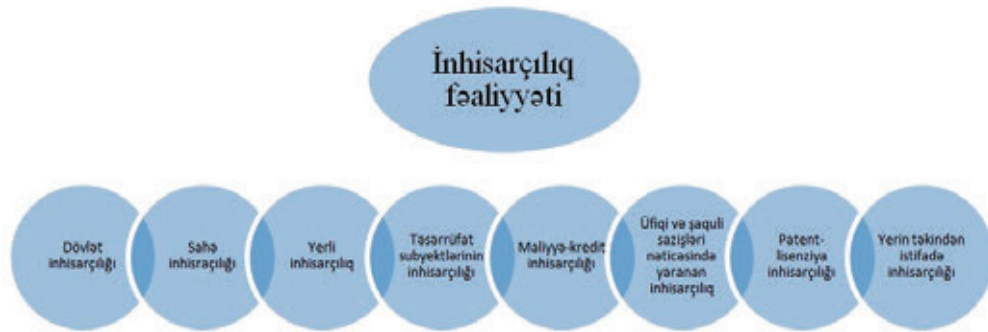 İnhisarçılıq
fəaliyyəti
Dövlət
inhisarçılığı
Sahə
inhisraçılığı
Yerli
inhisarçılıq
Təsərrüfat
subyektlərinin
inhisarçılığı
Maliyyə-kredit
inhisarçılığı
Üfiqi və şaquli
sazişləri
nəticəsində
yaranan
inhisarçılıq
Patent-
lisenziya
inhisarçılığı
Yerin təkindən
istifadə
inhisarçılığı